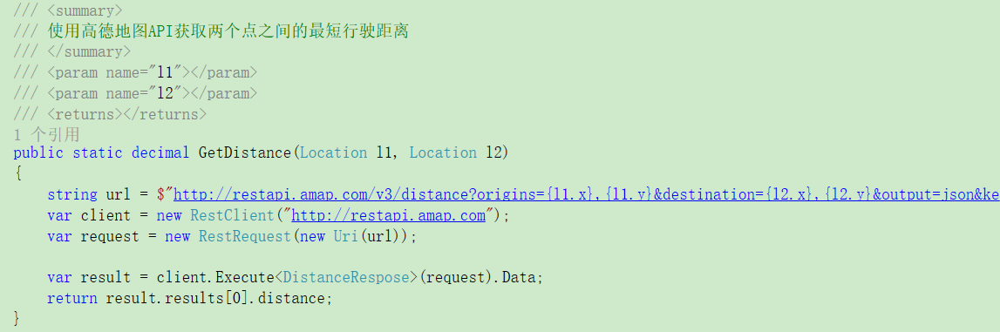 /// <summary>
/// 使用高德地图API获取两个点之间的最短行驶距离
/// </summary>
/// <param name="l1"></param>
/// <param name="l2"></param>
/// <returns></returns>
1 个引用
public static decimal GetDistance(Location l1, Location l2)
{
    string url = $"http://restapi.amap.com/v3/distance?origins={l1.x},{l1.y}&destination={l2.x},{l2.y}&output=json&ke
    var client = new RestClient("http://restapi.amap.com");
    var request = new RestRequest(new Uri(url));

    var result = client.Execute<DistanceRespose>(request).Data;
    return result.results[0].distance;
}